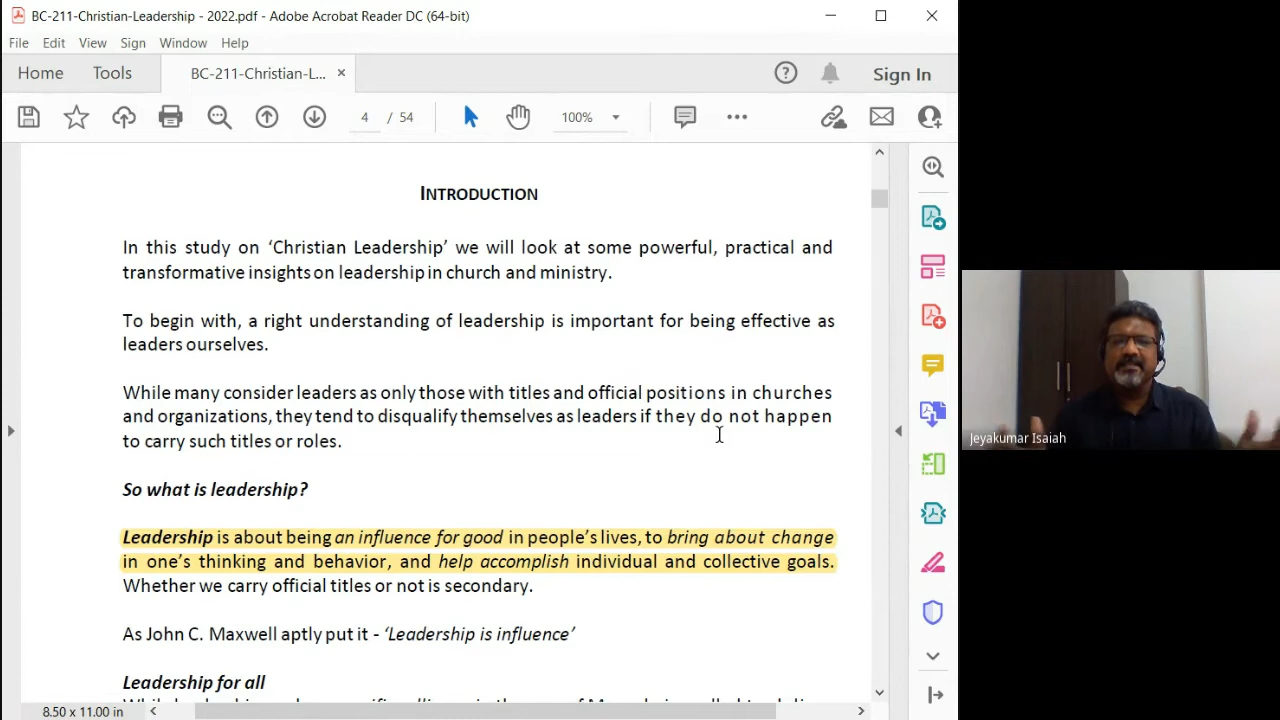 BC-211-Christian-Leadership - 2022.pdf - Adobe Acrobat Reader DC (64-bit)
File Edit View Sign Window Help
Home Tools BC-211-Christian-L... × Sign In
4 / 54 100%
INTRODUCTION
In this study on ‘Christian Leadership’ we will look at some powerful, practical and
transformative insights on leadership in church and ministry.
To begin with, a right understanding of leadership is important for being effective as
leaders ourselves.
While many consider leaders as only those with titles and official positions in churches
and organizations, they tend to disqualify themselves as leaders if they do not happen
to carry such titles or roles.
So what is leadership?
Leadership is about being an influence for good in people’s lives, to bring about change
in one’s thinking and behavior, and help accomplish individual and collective goals.
Whether we carry official titles or not is secondary.
As John C. Maxwell aptly put it - ‘Leadership is influence’
Leadership for all
8.50 x 11.00 in
Jeyakumar Isaiah